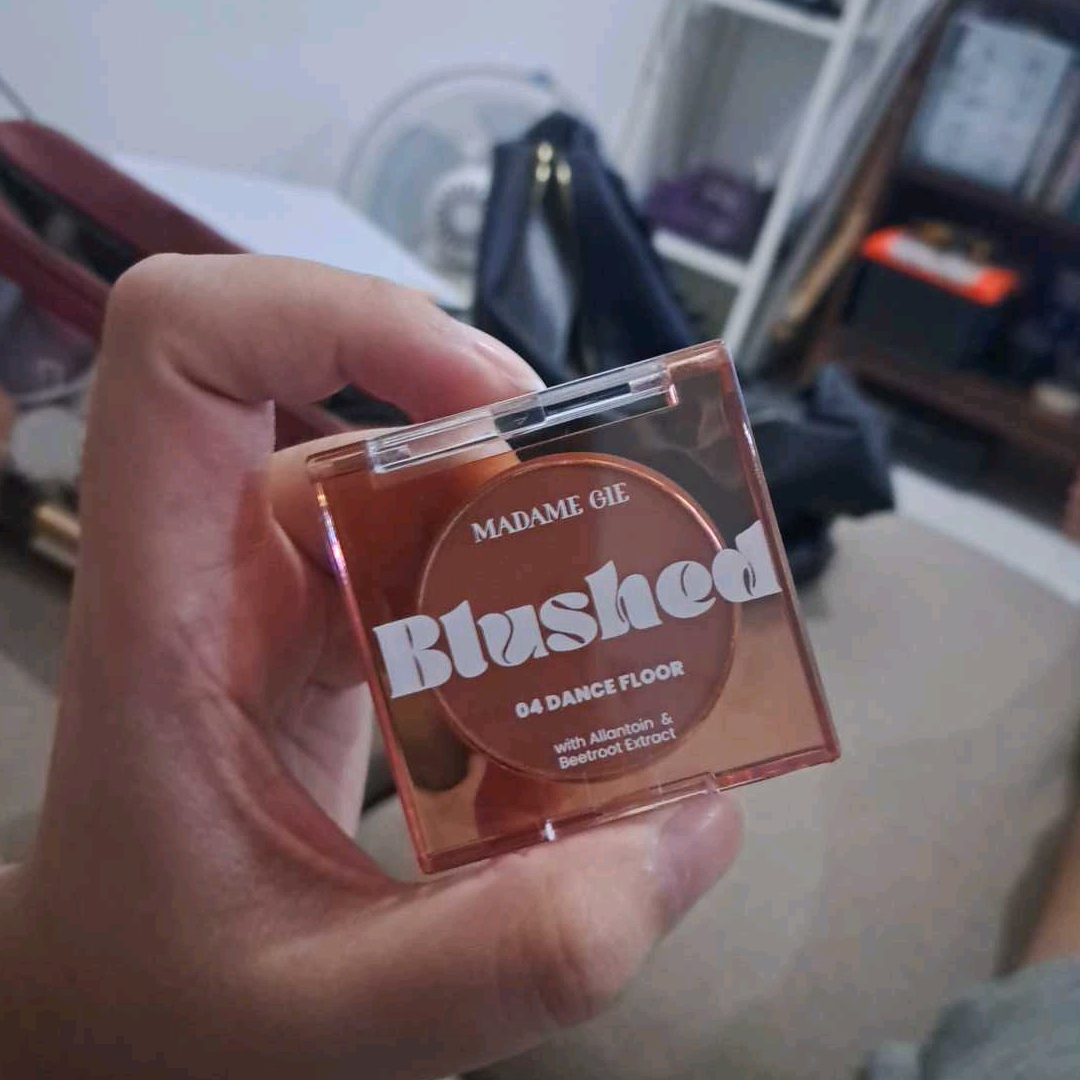 MADAME GIE
Blushed
04 DANCE FLOOR
with Allantoin &
Beetroot Extract